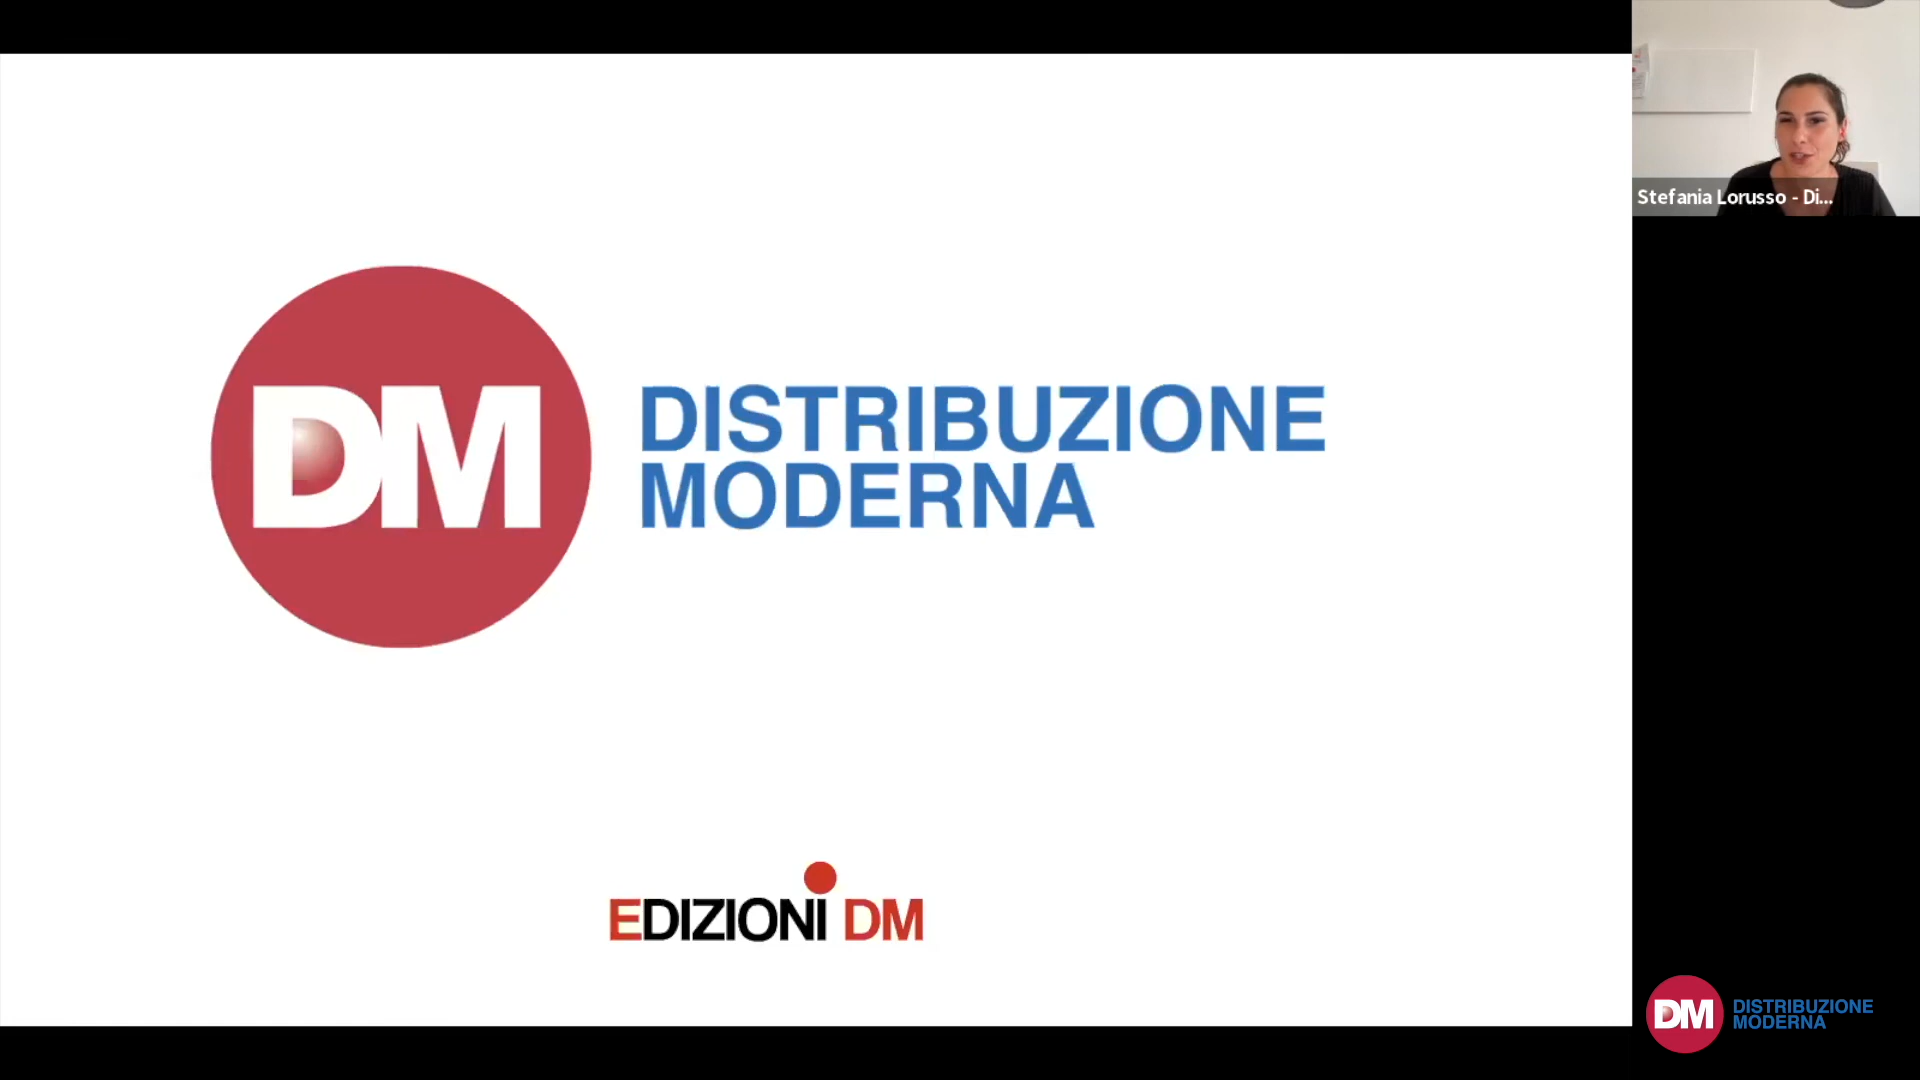 Stefania Lorusso - Di...
DM
DISTRIBUZIONE
MODERNA
EDIZIONI DM
DM
DISTRIBUZIONE
MODERNA